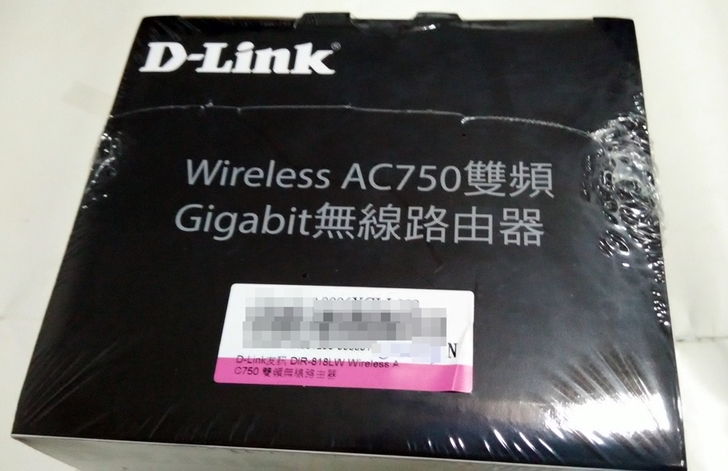 D-Link
Wireless AC750雙頻
Gigabit無線路由器
N
D-Link友訊 DIR-818LW Wireless A
C750 雙頻無線路由器